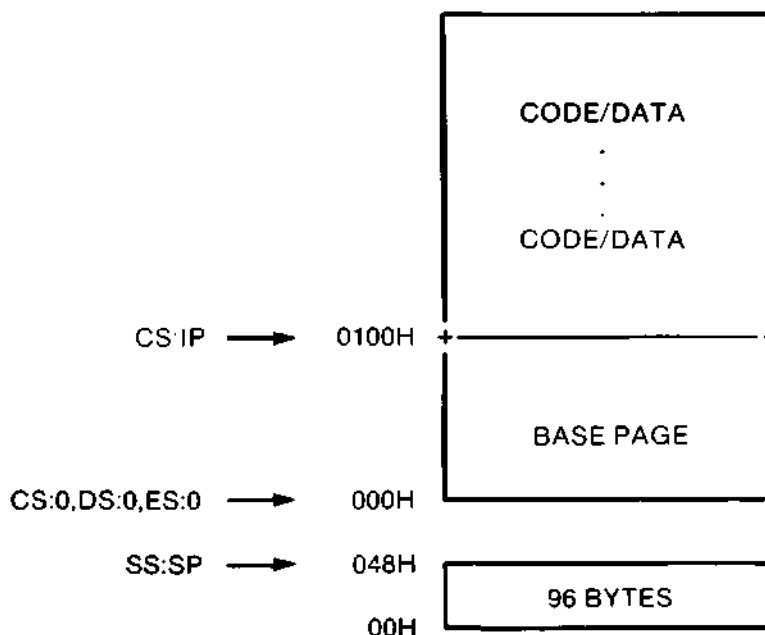 CODE/DATA
.
.
.
CODE/DATA
CS:IP 0100H
BASE PAGE
CS:0,DS:0,ES:0 000H
SS:SP 048H
96 BYTES
00H